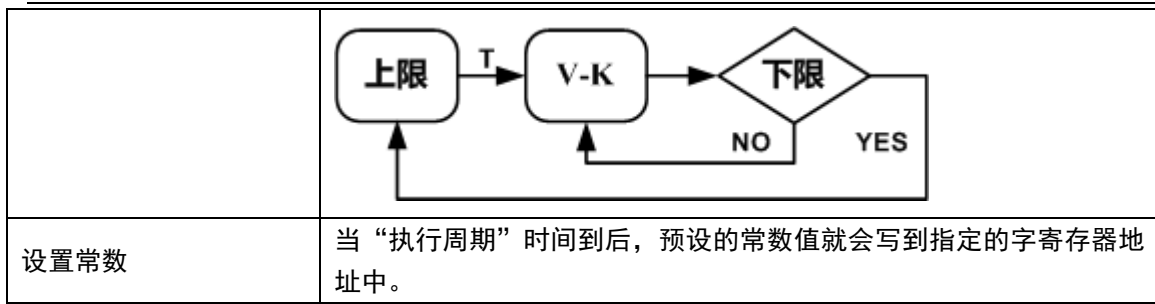 上限
T
V-K
下限
NO
YES
设置常数
当“执行周期”时间到后，预设的常数值就会写到指定的字寄存器地
址中。